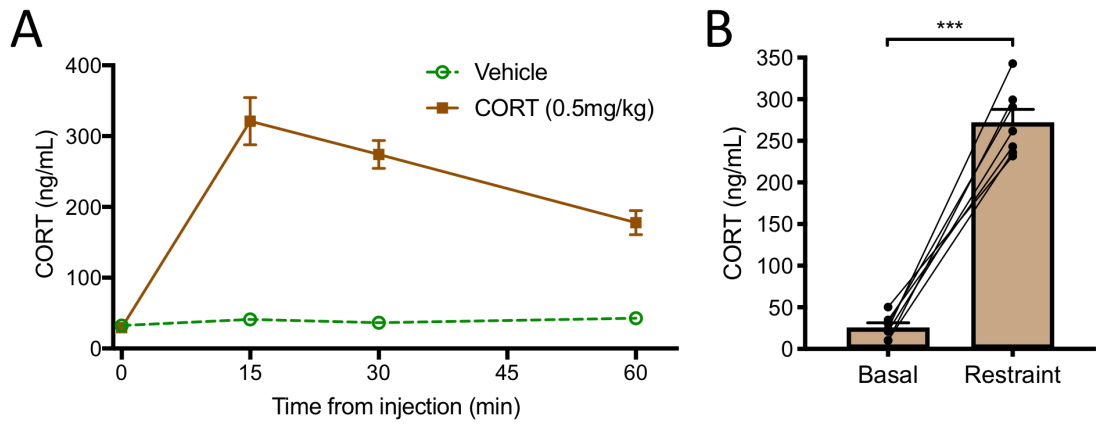 A
400
300
200
100
0
CORT (ng/mL)
Vehicle
CORT (0.5mg/kg)
0 15 30 45 60
Time from injection (min)
B
***
350
300
250
200
150
100
50
0
CORT (ng/mL)
Basal Restraint